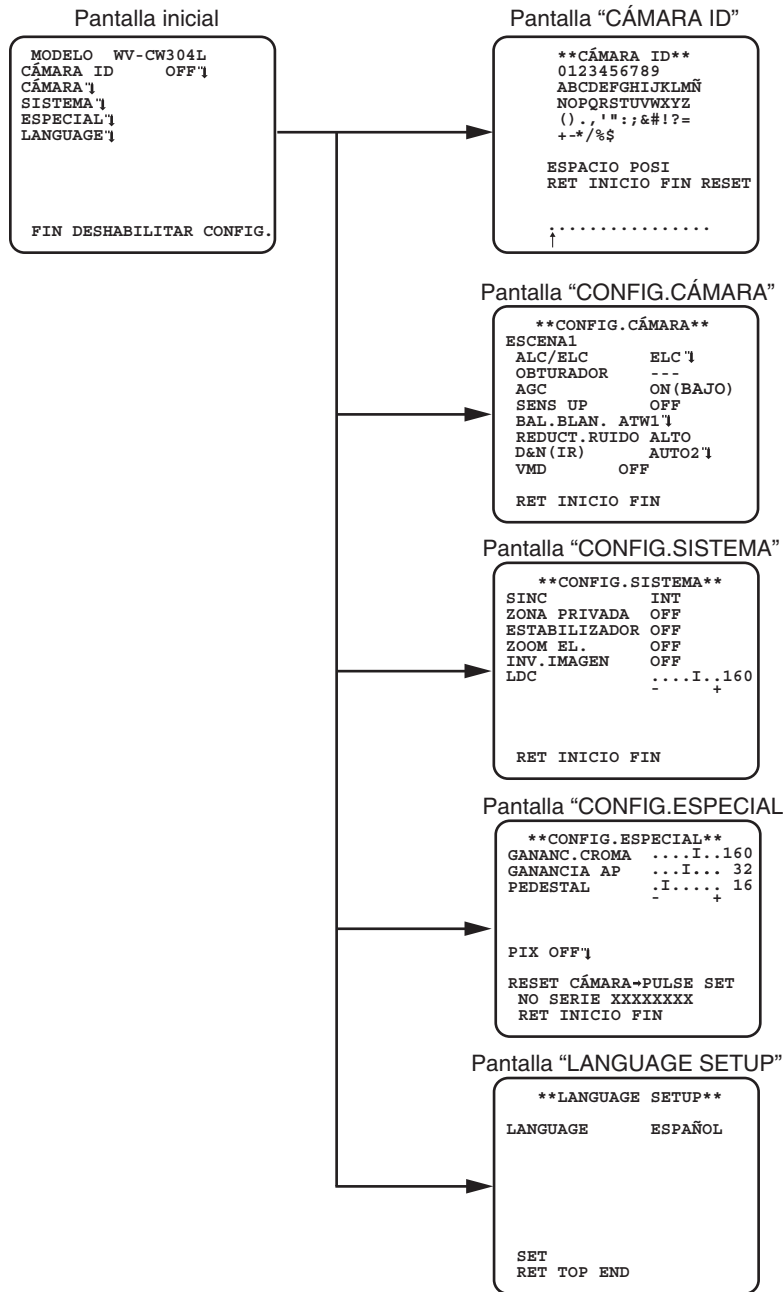 Pantalla inicial
MODELO WV-CW304L
CÁMARA ID OFF
CÁMARA
SISTEMA
ESPECIAL
LANGUAGE
FIN DESHABILITAR CONFIG.
Pantalla “CÁMARA ID”
**CÁMARA ID**
0123456789
ABCDEFGHIJKLMÑ
NOPQRSTUVWXYZ
().,'":;&#!?=
+-*/%$
ESPACIO POSI
RET INICIO FIN RESET
................
↑
Pantalla “CONFIG.CÁMARA”
**CONFIG.CÁMARA**
ESCENA1
ALC/ELC ELC
OBTURADOR ---
AGC ON(BAJO)
SENS UP OFF
BAL.BLAN. ATW1
REDUCT.RUIDO ALTO
D&N(IR) AUTO2
VMD OFF
RET INICIO FIN
Pantalla “CONFIG.SISTEMA”
**CONFIG.SISTEMA**
SINC INT
ZONA PRIVADA OFF
ESTABILIZADOR OFF
ZOOM EL. OFF
INV.IMAGEN OFF
LDC ....I..160
- +
RET INICIO FIN
Pantalla “CONFIG.ESPECIAL
**CONFIG.ESPECIAL**
GANANC.CROMA ....I..160
GANANCIA AP ...I... 32
PEDESTAL .I..... 16
- +
PIX OFF
RESET CÁMARA→PULSE SET
NO SERIE XXXXXXXX
RET INICIO FIN
Pantalla “LANGUAGE SETUP”
**LANGUAGE SETUP**
LANGUAGE ESPAÑOL
SET
RET TOP END